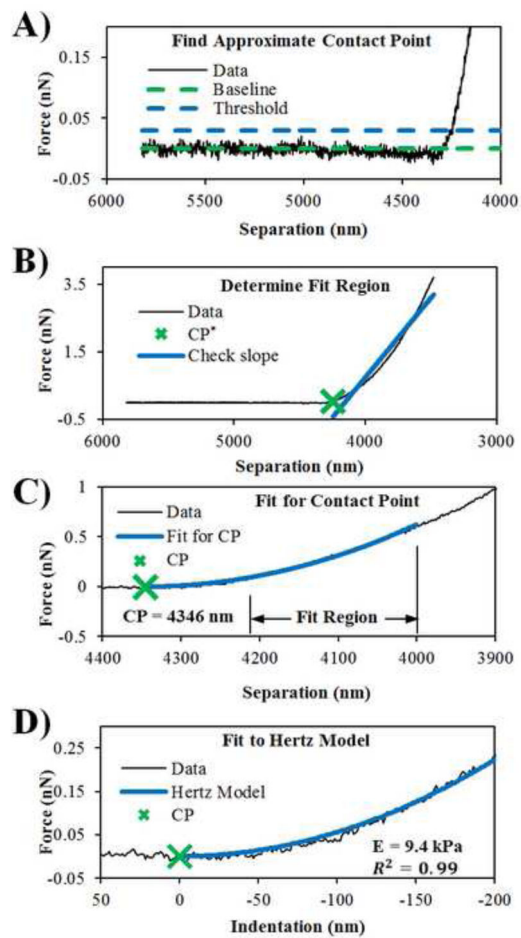 A)
Find Approximate Contact Point
Data
Baseline
Threshold
0.15
0.05
-0.05
Force (nN)
6000 5500 5000 4500 4000
Separation (nm)
B)
Determine Fit Region
Data
CP*
Check slope
3.5
1.5
-0.5
Force (nN)
6000 5000 4000 3000
Separation (nm)
C)
Fit for Contact Point
Data
Fit for CP
CP
CP = 4346 nm
Fit Region
1
0.5
0
-0.5
Force (nN)
4400 4300 4200 4100 4000 3900
Separation (nm)
D)
Fit to Hertz Model
Data
Hertz Model
CP
E = 9.4 kPa
R² = 0.99
0.25
0.15
0.05
-0.05
Force (nN)
50 0 -50 -100 -150 -200
Indentation (nm)